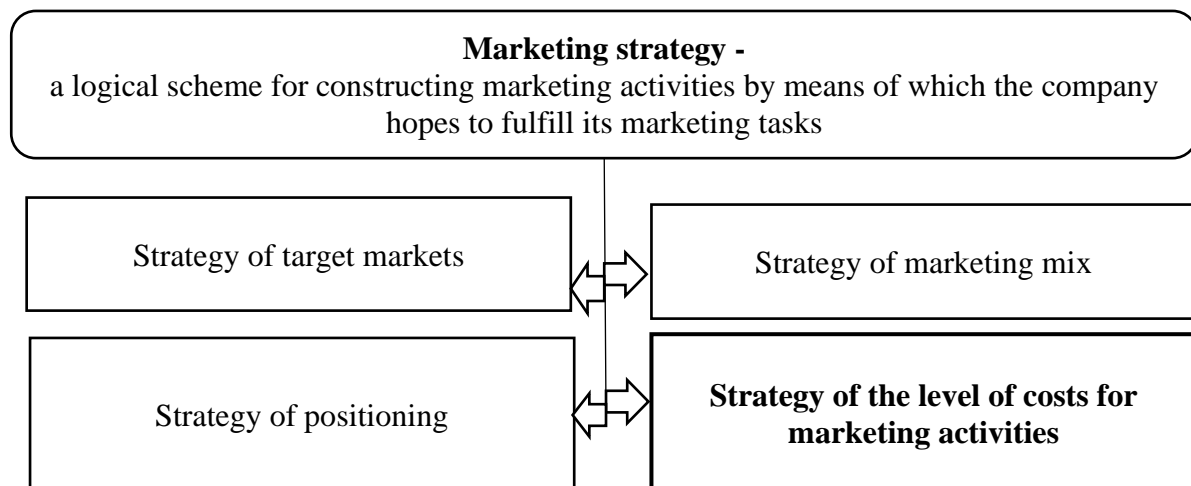 Marketing strategy -
a logical scheme for constructing marketing activities by means of which the company
hopes to fulfill its marketing tasks
Strategy of target markets
Strategy of marketing mix
Strategy of positioning
Strategy of the level of costs for
marketing activities